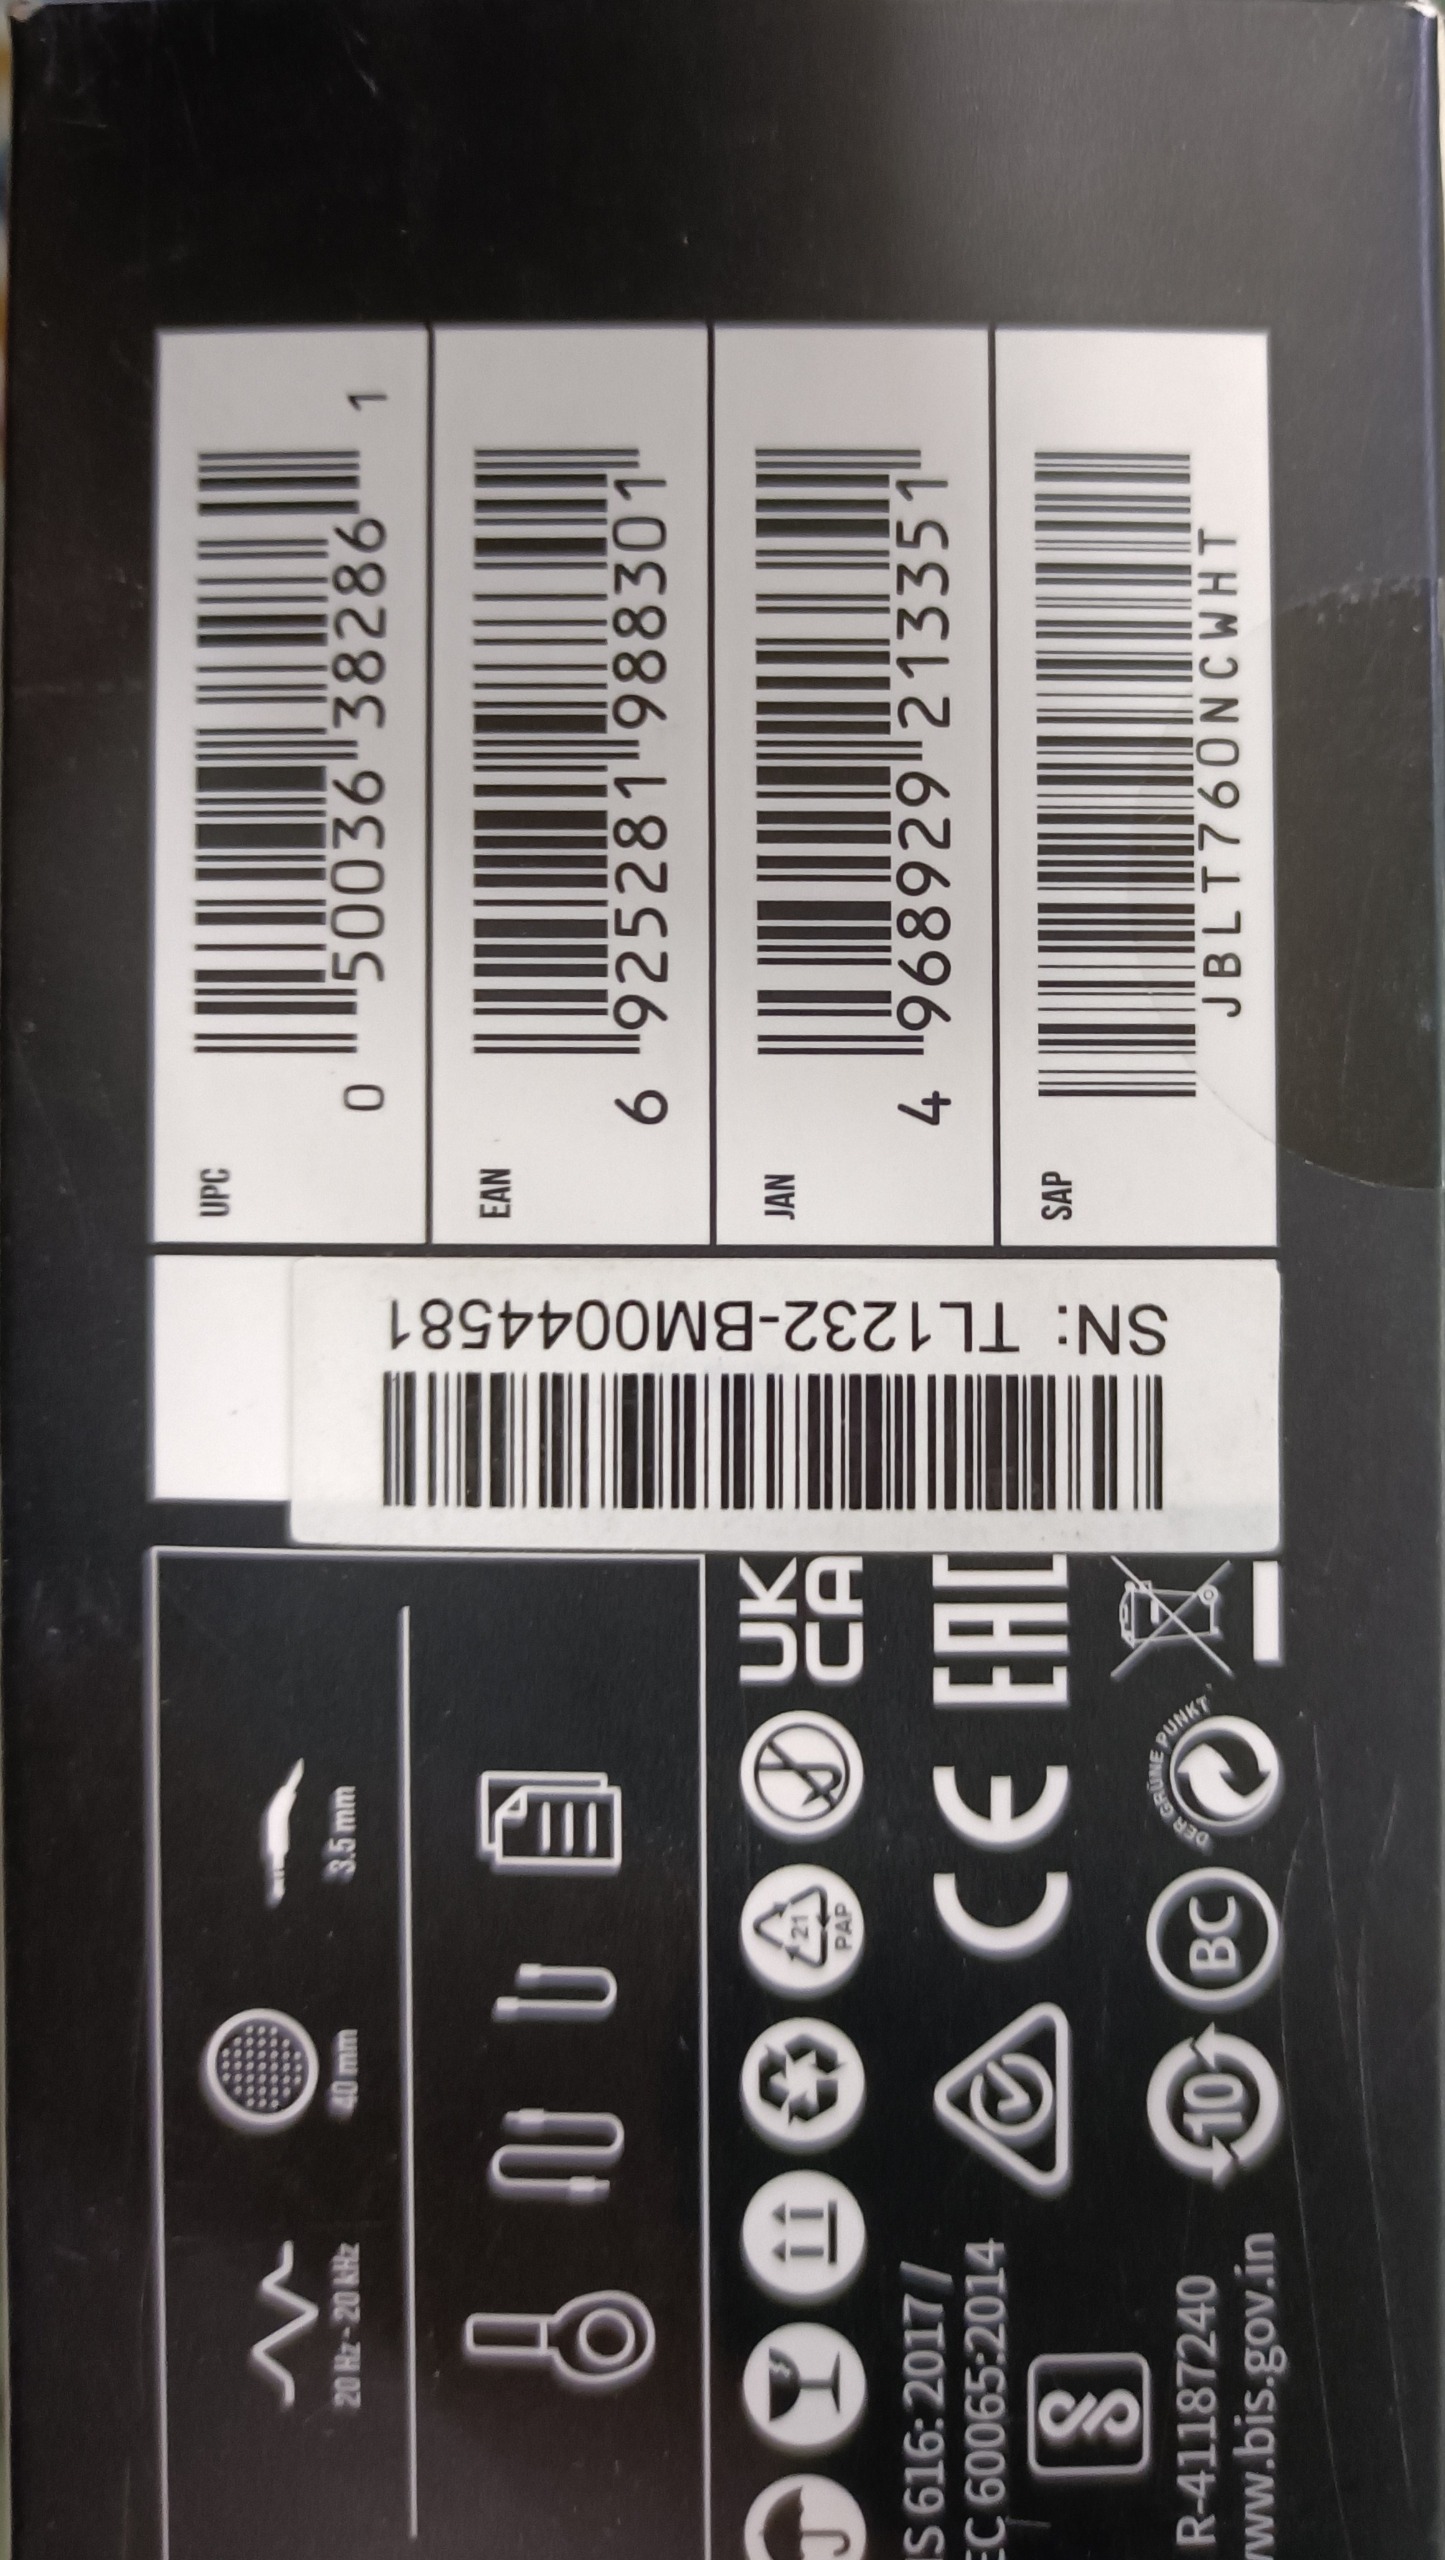 UPC
0 50036 38286 1
EAN
6 925281 988301
JAN
4 968929 213351
SAP
JBLT760NCWHT
SN: TL1232-BM0044581
3.5 mm
40 mm
20 Hz - 20 kHz
UK
CA
21
PAP
EAC
CE
DER GRÜNE PUNKT
BC
10
IS 616: 2017 /
IEC 60065:2014
R-41187240
www.bis.gov.in